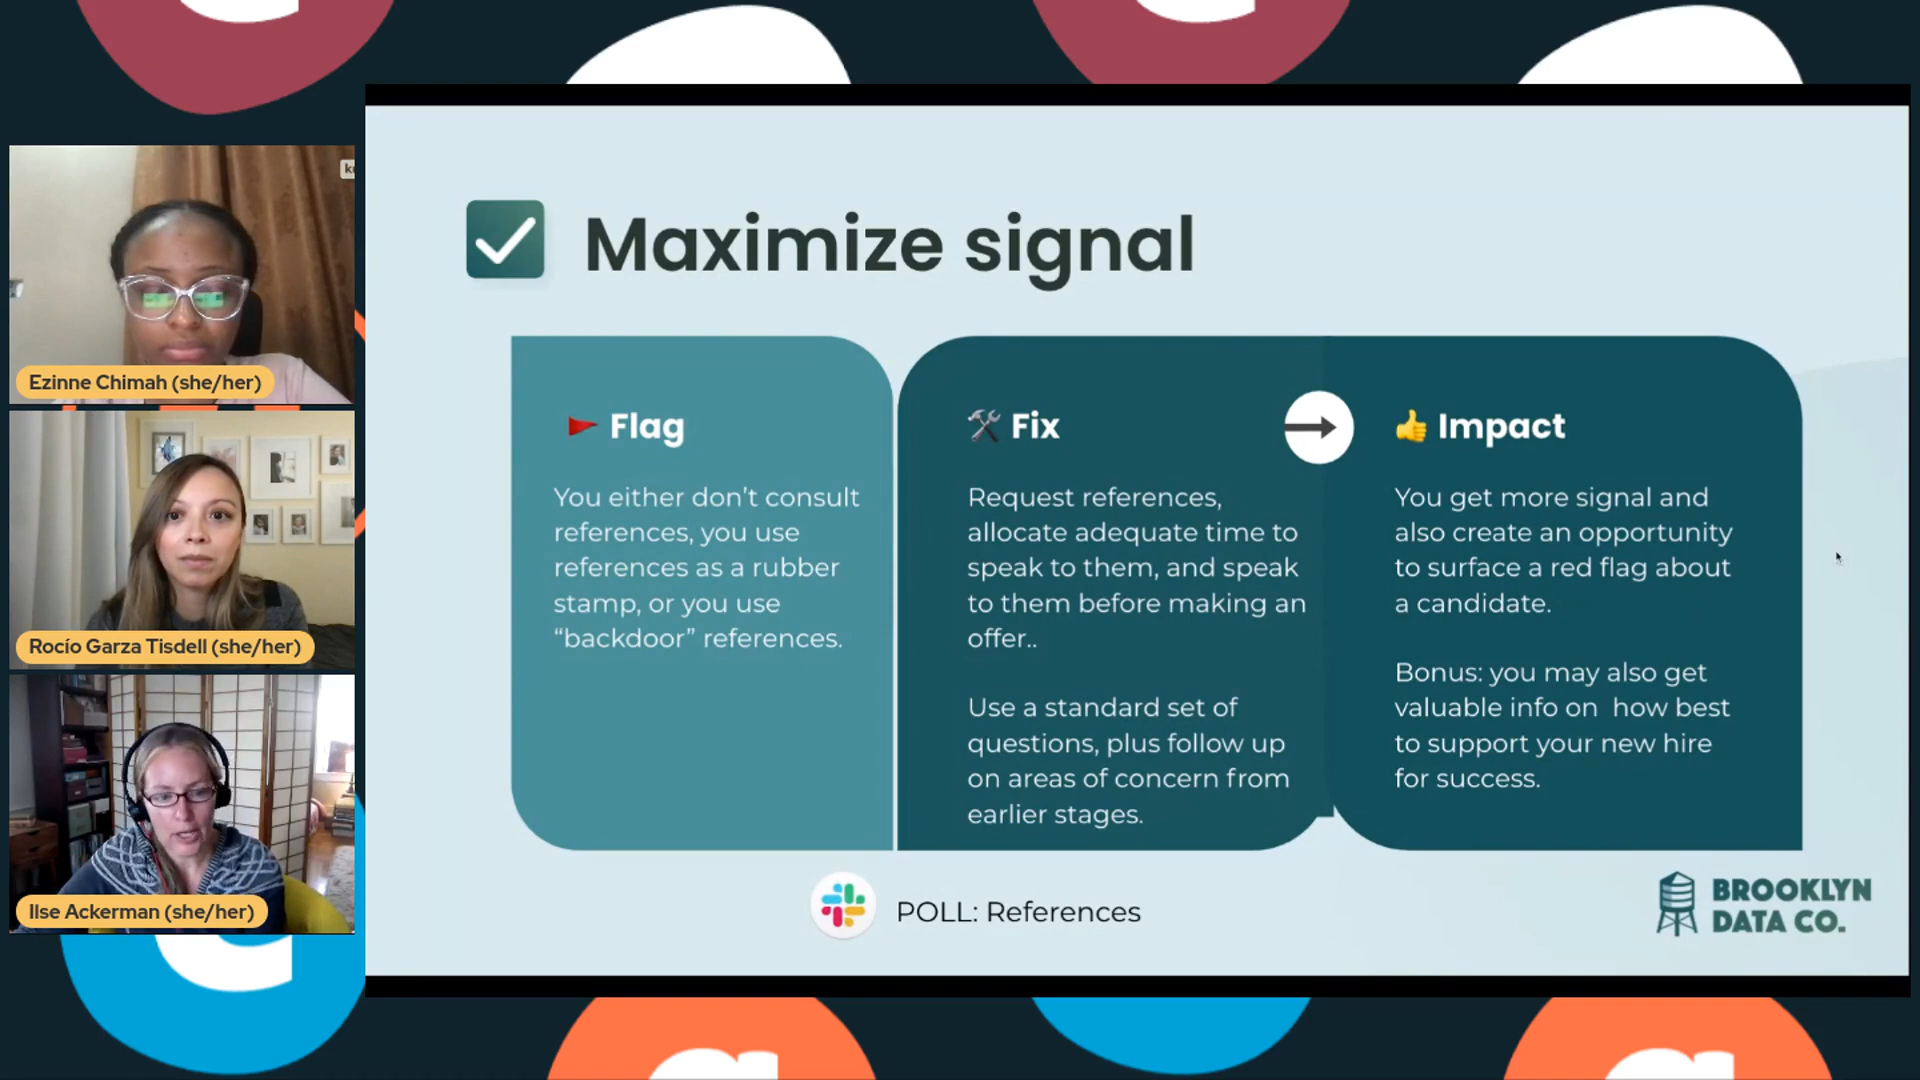 Ezinne Chimah (she/her)
Rocío Garza Tisdell (she/her)
Ilse Ackerman (she/her)
Maximize signal
Flag
You either don’t consult
references, you use
references as a rubber
stamp, or you use
“backdoor” references.
Fix
Request references,
allocate adequate time to
speak to them, and speak
to them before making an
offer..
Use a standard set of
questions, plus follow up
on areas of concern from
earlier stages.
Impact
You get more signal and
also create an opportunity
to surface a red flag about
a candidate.
Bonus: you may also get
valuable info on  how best
to support your new hire
for success.
POLL: References
BROOKLYN
DATA CO.